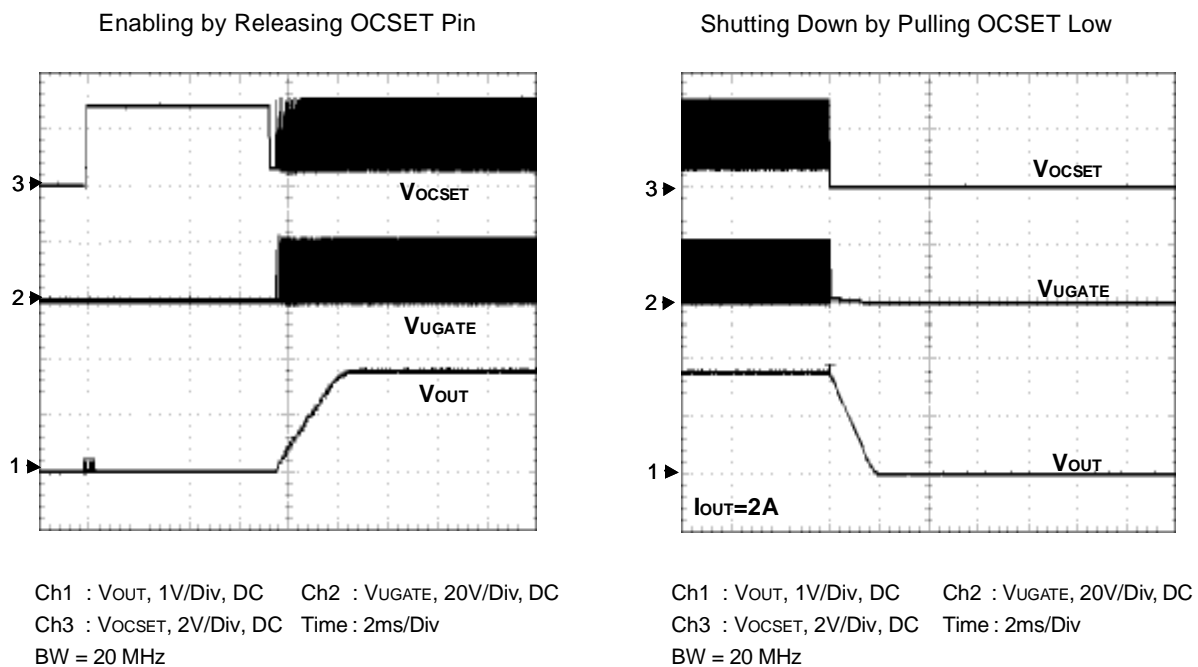 Enabling by Releasing OCSET Pin
3
VOCSET
2
VUGATE
VOUT
1
Ch1 : VOUT, 1V/Div, DC Ch2 : VUGATE, 20V/Div, DC
Ch3 : VOCSET, 2V/Div, DC Time : 2ms/Div
BW = 20 MHz
Shutting Down by Pulling OCSET Low
VOCSET
3
VUGATE
2
VOUT
1
IOUT=2A
Ch1 : VOUT, 1V/Div, DC Ch2 : VUGATE, 20V/Div, DC
Ch3 : VOCSET, 2V/Div, DC Time : 2ms/Div
BW = 20 MHz